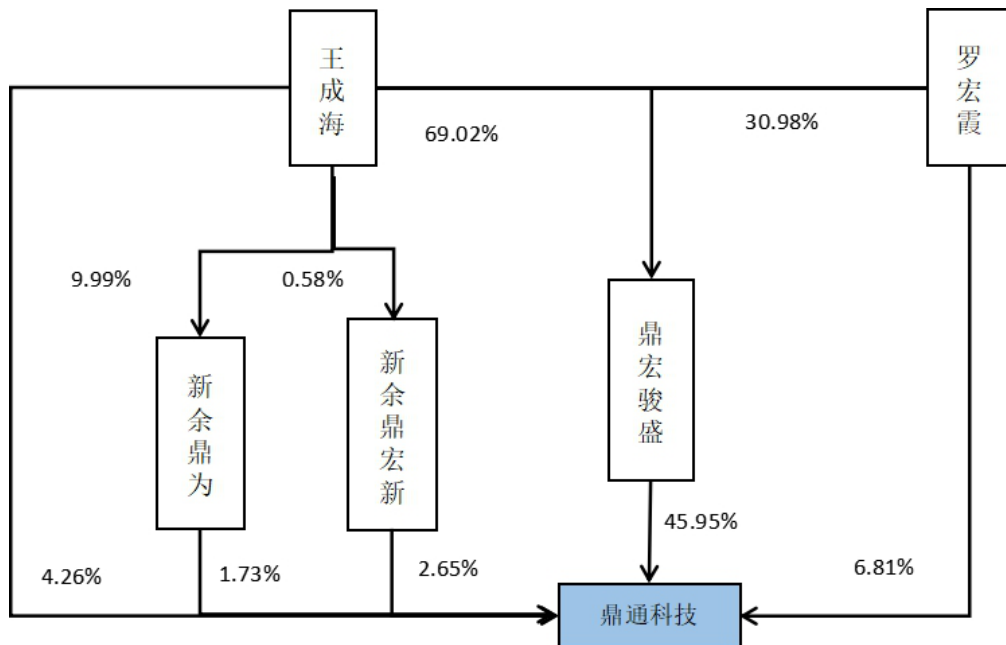 王成海
罗宏霞
69.02%
30.98%
9.99%
0.58%
新余鼎为
新余鼎宏新
鼎宏骏盛
45.95%
4.26%
1.73%
2.65%
6.81%
鼎通科技